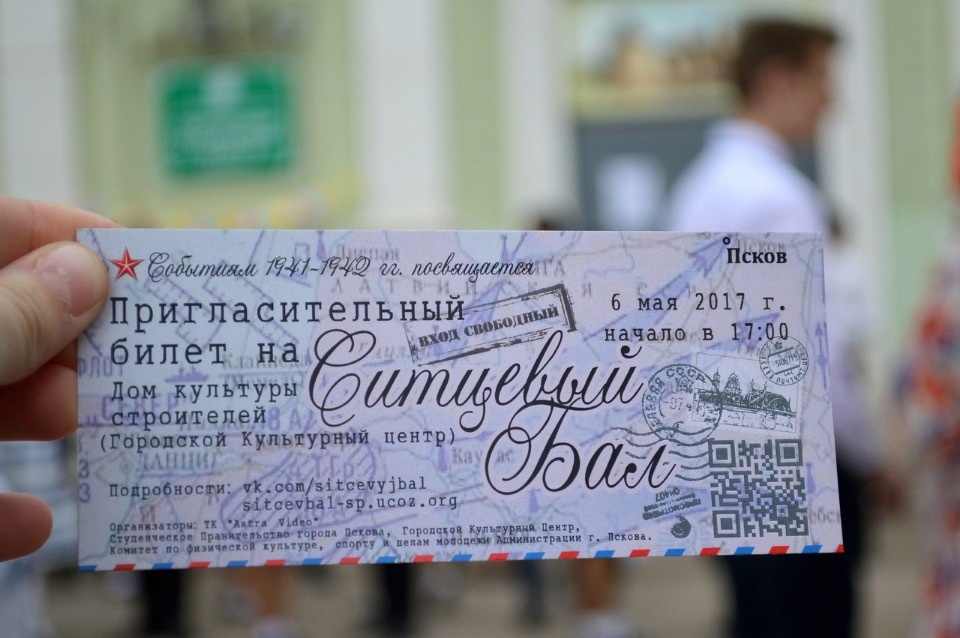 Событиям 1941-1942 гг. посвящается
Псков
Пригласительный
билет на
ВХОД СВОБОДНЫЙ
6 мая 2017 г.
начало в 17:00
Ситцевый
Бал
Дом культуры
строителей
(Городской Культурный центр)
Подробности: vk.com/sitcevyjbal
sitcevbal-sp.ucoz.org
Организаторы: ТК "Astra Video"
Студенческое Правительство города Пскова, Городской Культурный Центр,
Комитет по физической культуре, спорту и делам молодежи Администрации г. Пскова.